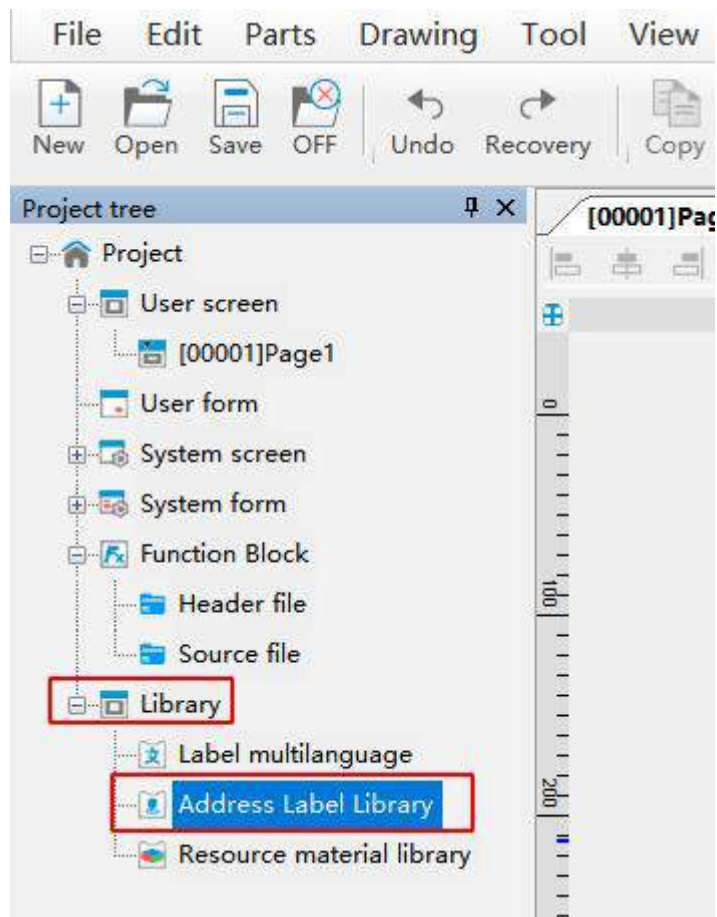 File Edit Parts Drawing Tool View
New Open Save OFF Undo Recovery Copy
Project tree
[00001]Pag
Project
User screen
[00001]Page1
User form
0
System screen
System form
Function Block
Header file
100
Source file
Library
Label multilanguage
Address Label Library
200
Resource material library